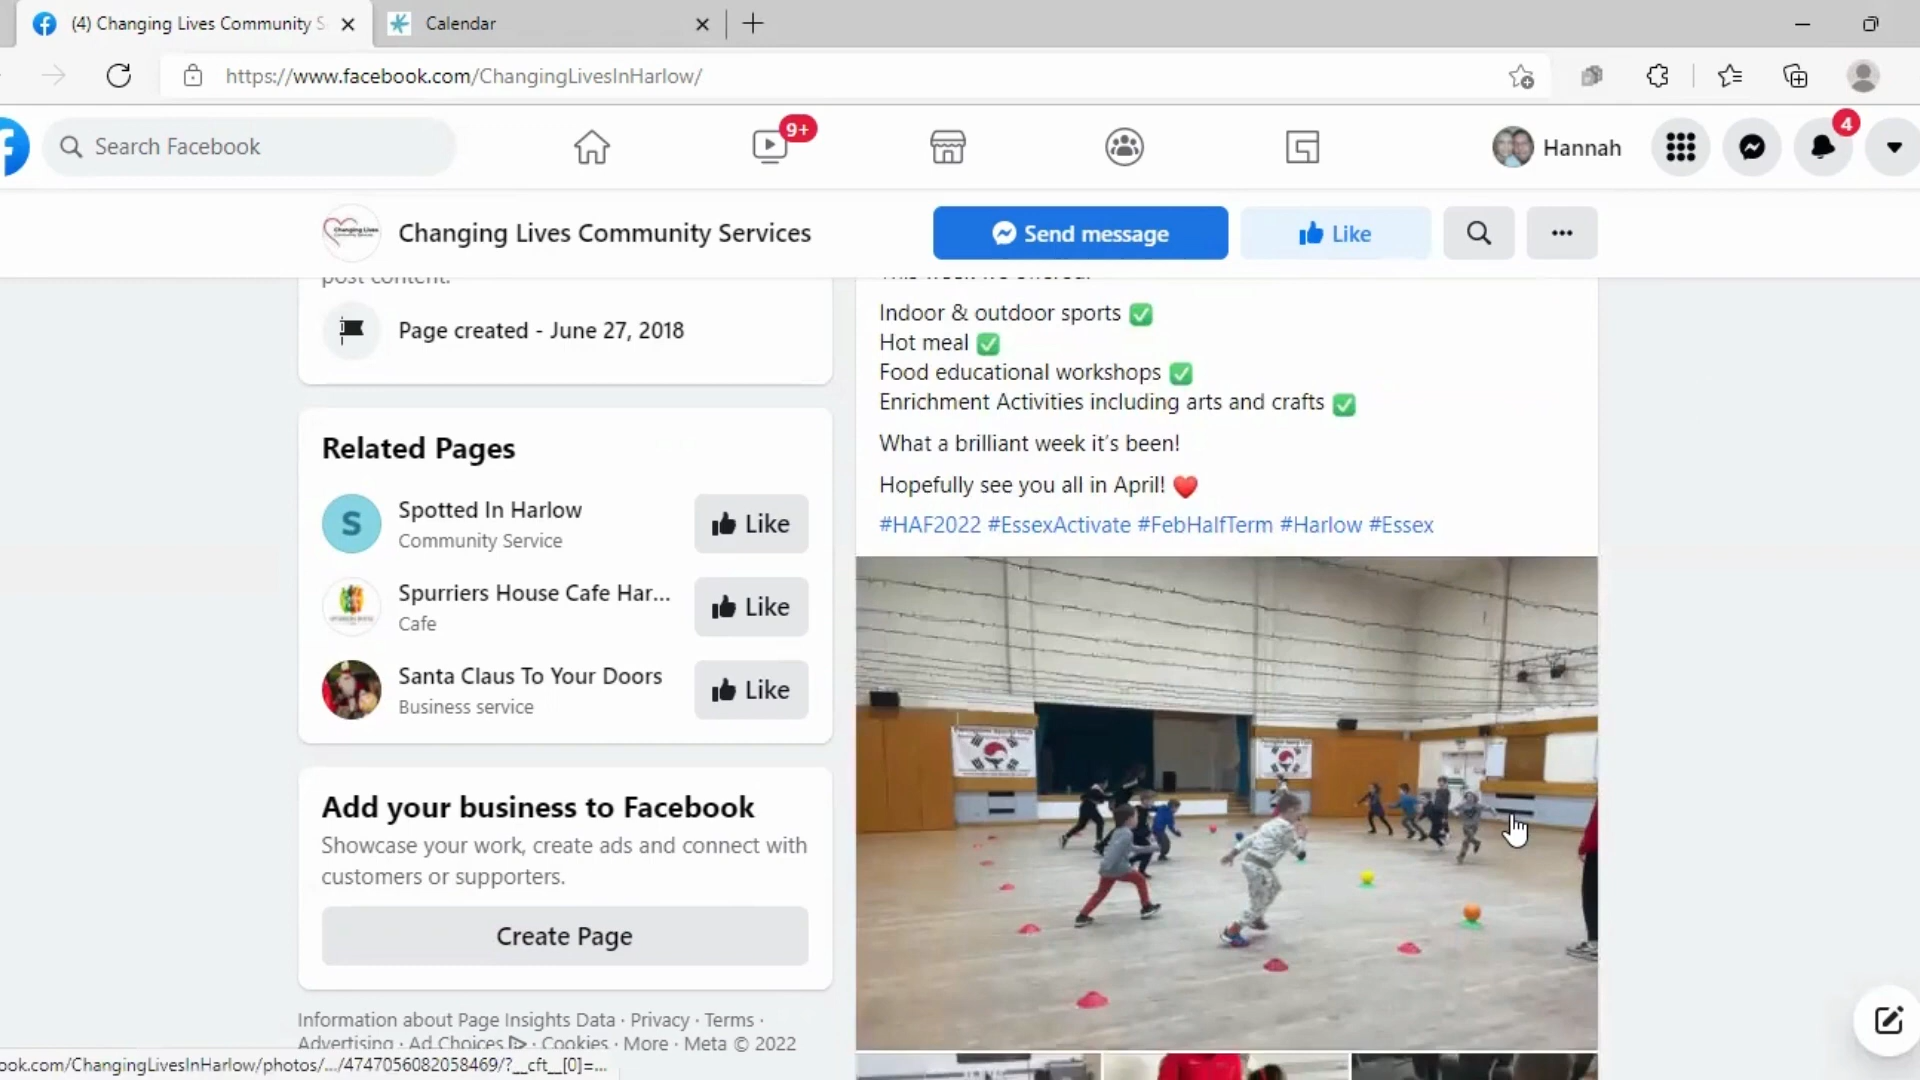 (4) Changing Lives Community S
Calendar
https://www.facebook.com/ChangingLivesInHarlow/
Search Facebook
9+
Hannah
4
Changing Lives Community Services
Send message
Like
post content.
Page created - June 27, 2018
Related Pages
S
Spotted In Harlow
Community Service
Like
Spurriers House Cafe Har...
Cafe
Like
Santa Claus To Your Doors
Business service
Like
Add your business to Facebook
Showcase your work, create ads and connect with
customers or supporters.
Create Page
Information about Page Insights Data · Privacy · Terms ·
Advertising · Ad Choices · Cookies · More · Meta © 2022
ook.com/ChangingLivesInHarlow/photos/.../4747056082058469/?__cft__[0]=...
Indoor & outdoor sports ✅
Hot meal ✅
Food educational workshops ✅
Enrichment Activities including arts and crafts ✅
What a brilliant week it's been!
Hopefully see you all in April! ❤️
#HAF2022 #EssexActivate #FebHalfTerm #Harlow #Essex